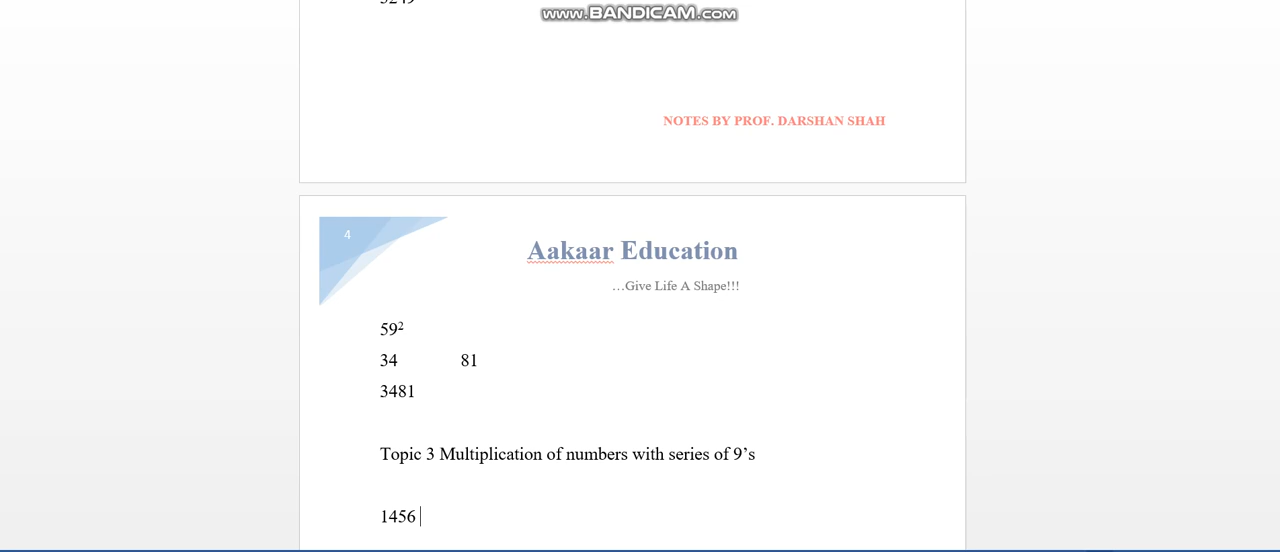 3249
www.BANDICAM.com
NOTES BY PROF. DARSHAN SHAH
4
Aakaar Education
…Give Life A Shape!!!
59²
34 81
3481
Topic 3 Multiplication of numbers with series of 9’s
1456